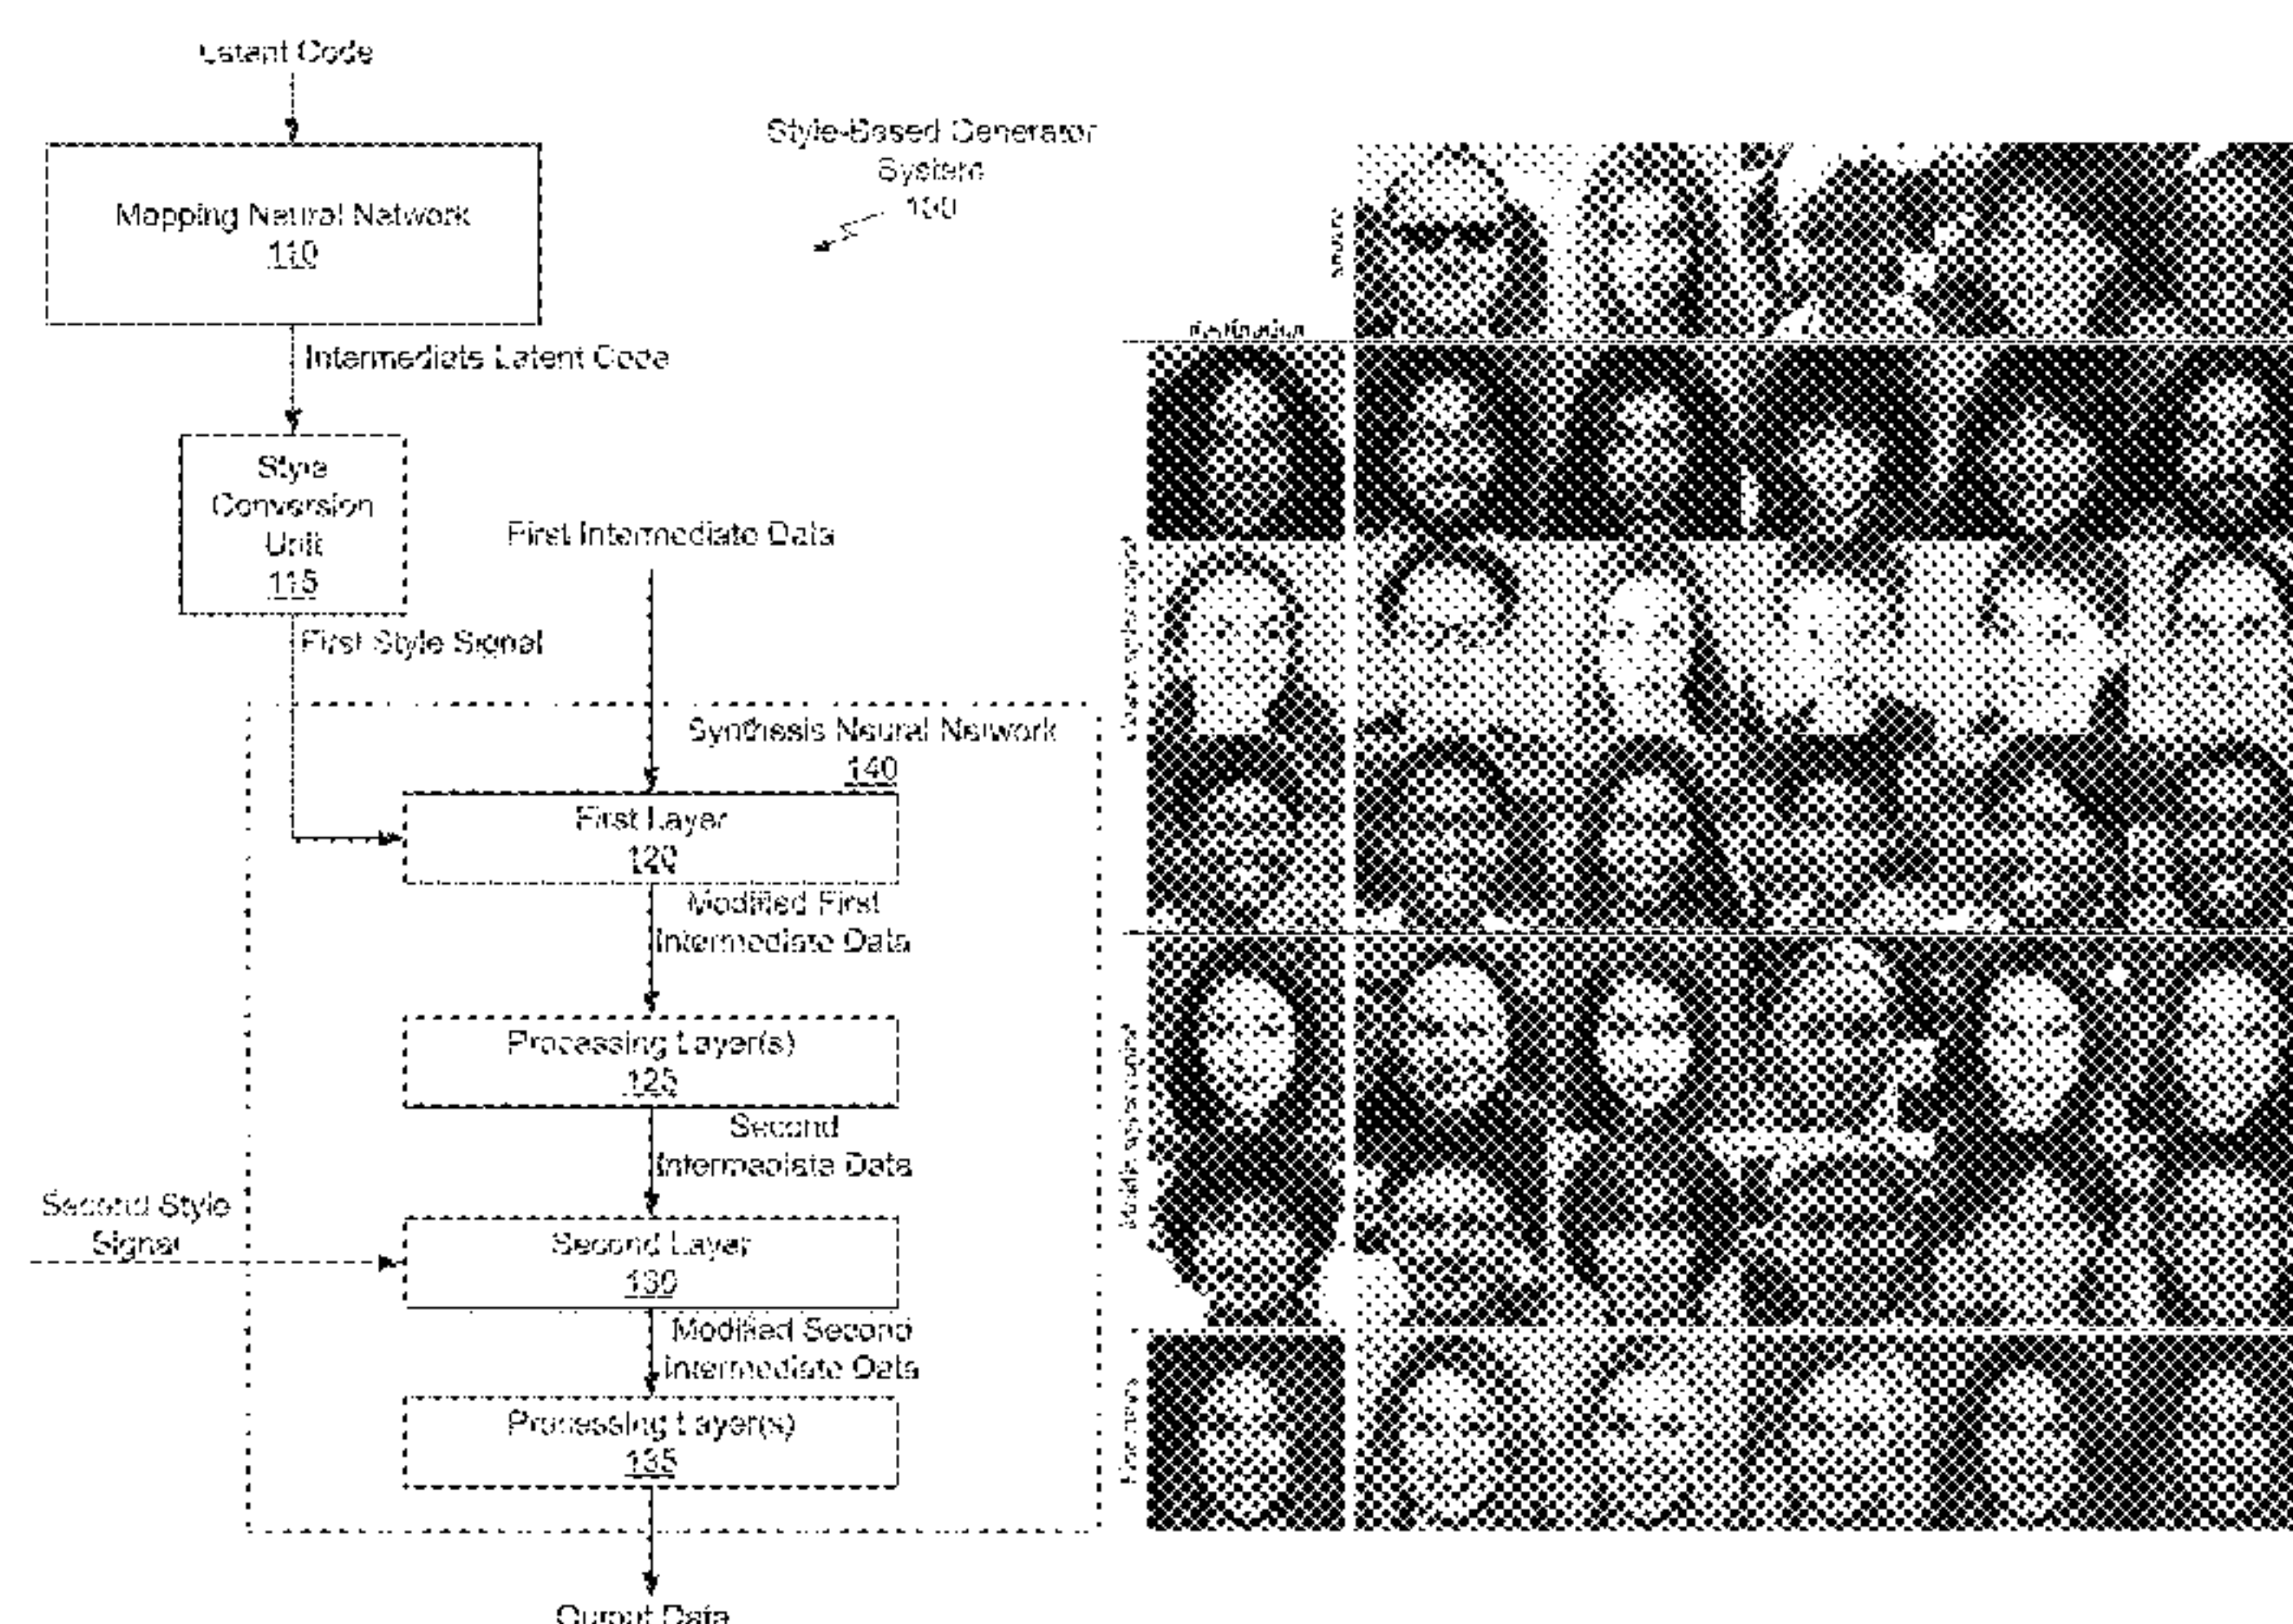 Latent Code
Mapping Neural Network
110
Intermediate Latent Code
Style
Conversion
Unit
115
First Style Signal
Style-Based Generator
System
100
First Intermediate Data
Synthesis Neural Network
140
First Layer
120
Modified First
Intermediate Data
Processing Layer(s)
125
Second
Intermediate Data
Second Style
Signal
Second Layer
130
Modified Second
Intermediate Data
Processing Layer(s)
135
Output Data
source
destination